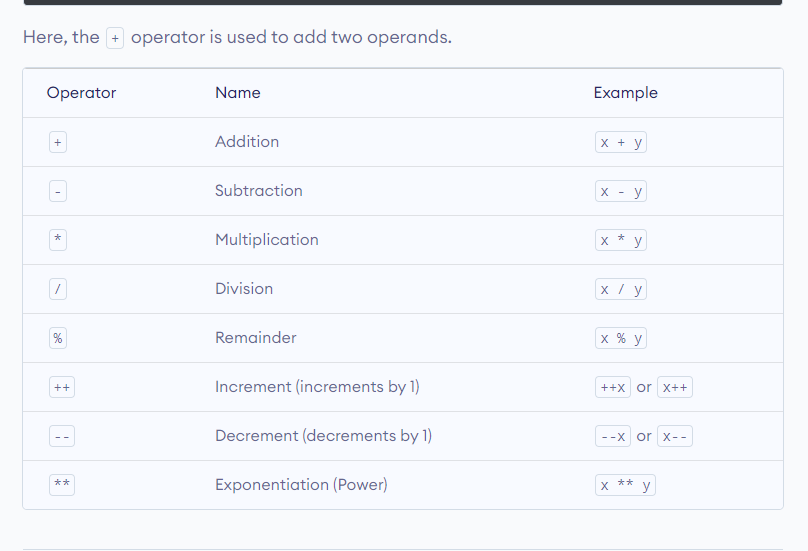 Here, the + operator is used to add two operands.
Operator Name Example
+ Addition x + y
- Subtraction x - y
* Multiplication x * y
/ Division x / y
% Remainder x % y
++ Increment (increments by 1) ++x or x++
-- Decrement (decrements by 1) --x or x--
** Exponentiation (Power) x ** y